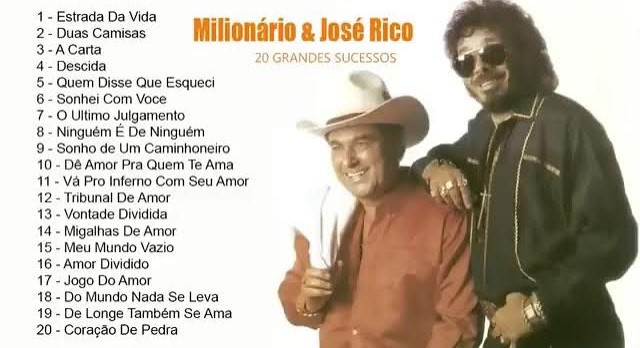 Milionário & José Rico
20 GRANDES SUCESSOS
1 - Estrada Da Vida
2 - Duas Camisas
3 - A Carta
4 - Descida
5 - Quem Disse Que Esqueci
6 - Sonhei Com Voce
7 - O Ultimo Julgamento
8 - Ninguém É De Ninguém
9 - Sonho de Um Caminhoneiro
10 - Dê Amor Pra Quem Te Ama
11 - Vá Pro Inferno Com Seu Amor
12 - Tribunal De Amor
13 - Vontade Dividida
14 - Migalhas De Amor
15 - Meu Mundo Vazio
16 - Amor Dividido
17 - Jogo Do Amor
18 - Do Mundo Nada Se Leva
19 - De Longe Também Se Ama
20 - Coração De Pedra